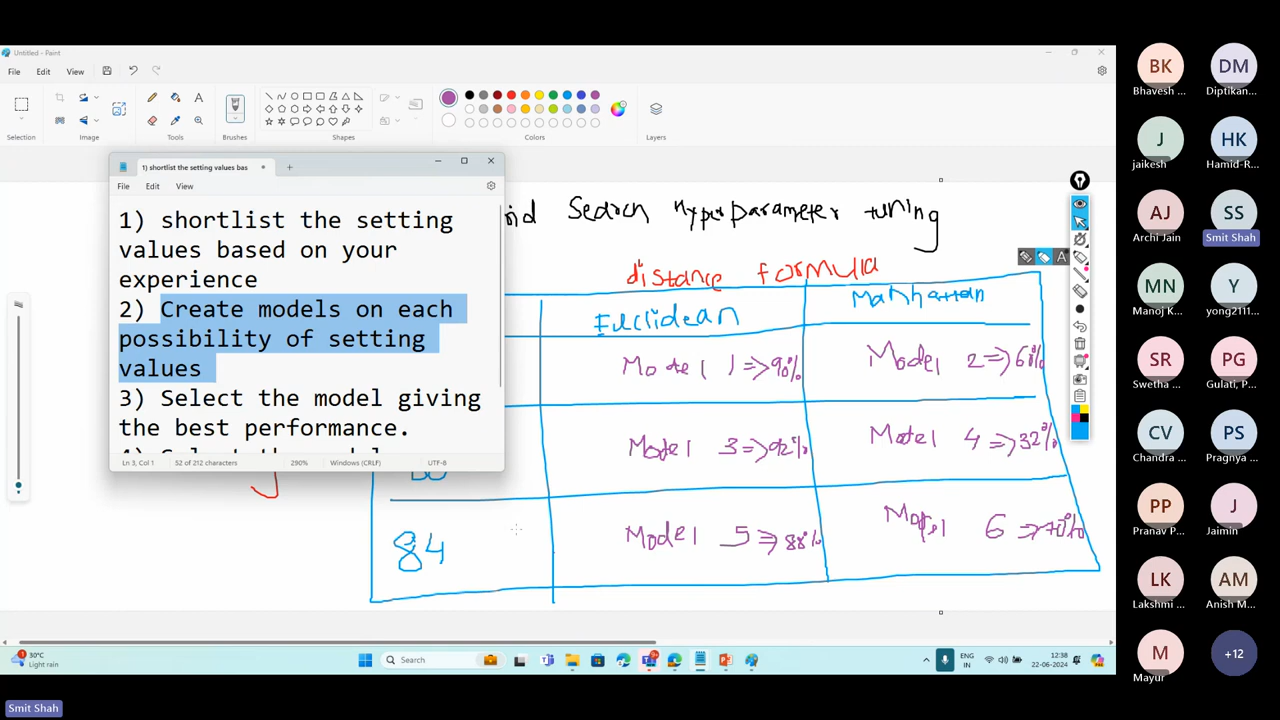 Untitled - Paint
File Edit View
Selection Image Tools Brushes Shapes Colors Layers
1) shortlist the setting values bas
File Edit View
1) shortlist the setting
values based on your
experience
2) Create models on each
possibility of setting
values
3) Select the model giving
the best performance.
Ln 3, Col 1 52 of 212 characters 290% Windows (CRLF) UTF-8
Search Hyperparameter tuning
distance formula
Euclidean Manhattan
Model 1 => 90% Model 2 => 60%
Model 3 => 92% Model 4 => 32%
84 Model 5 => 88% Model 6 => 70%
30°C
Light rain
Search
ENG
IN
12:38
22-06-2024
BK
Bhavesh ...
DM
Diptikan...
J
jaikesh
HK
Hamid-R...
AJ
Archi Jain
SS
Smit Shah
MN
Manoj K...
Y
yong2111...
SR
Swetha ...
PG
Gulati, P...
CV
Chandra ...
PS
Pragnya ...
PP
Pranav P...
J
Jaimin
LK
Lakshmi ...
AM
Anish M...
M
Mayur
+12
Smit Shah